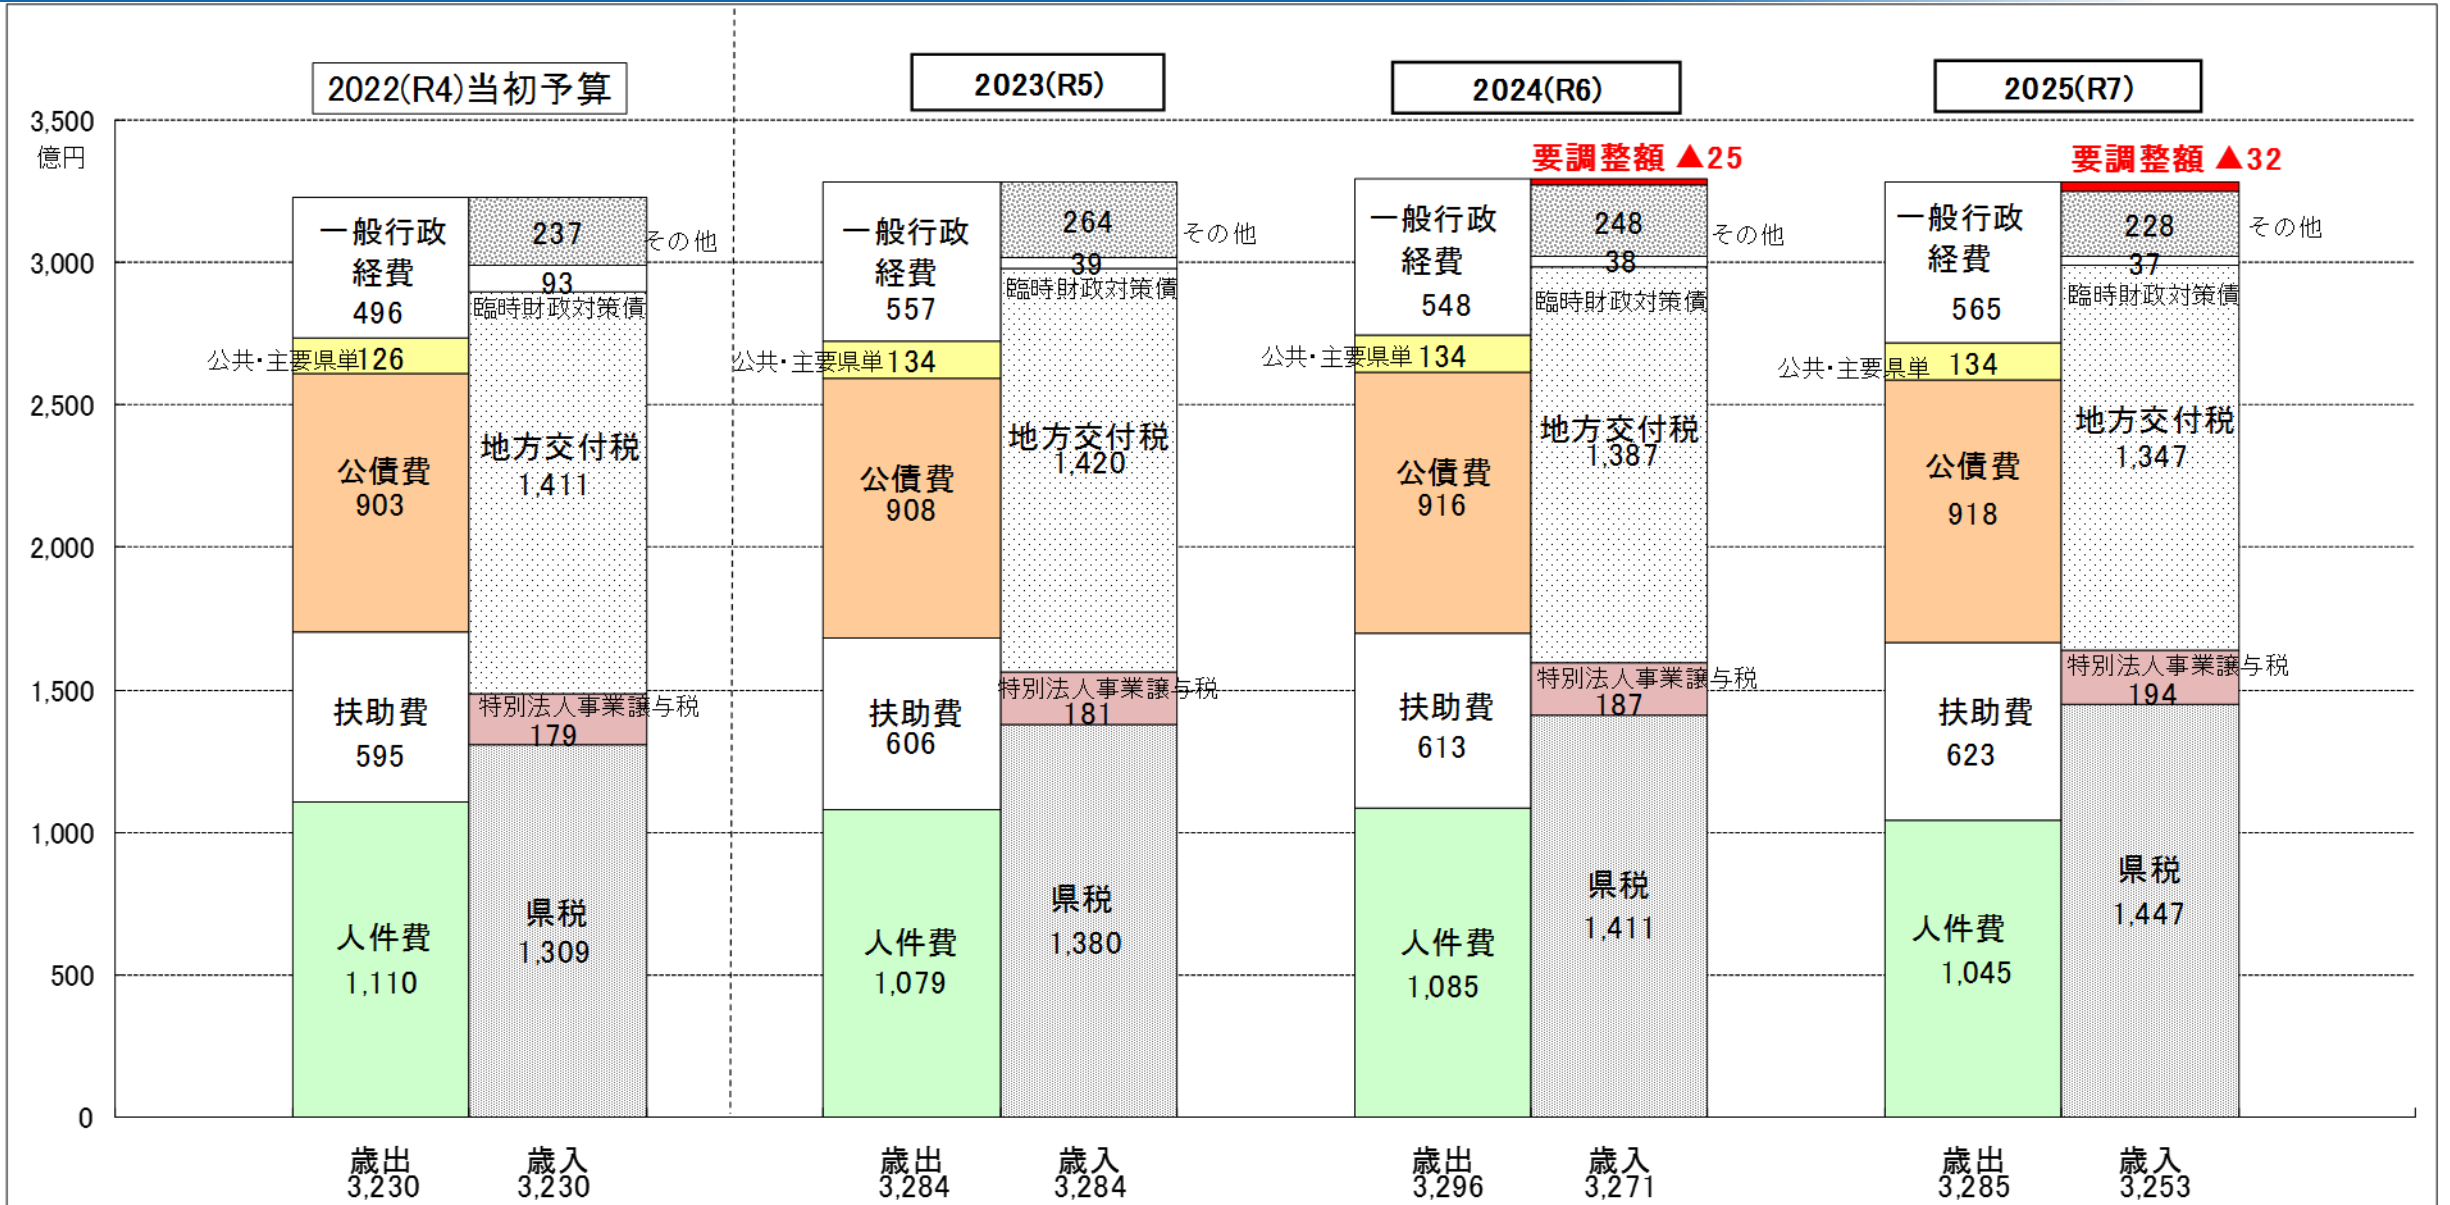 2022(R4)当初予算
2023(R5)
2024(R6)
2025(R7)
3,500
億円
3,000
2,500
2,000
1,500
1,000
500
0
一般行政
経費
496
公共・主要県単
126
公債費
903
扶助費
595
人件費
1,110
歳出
3,230
237
その他
93
臨時財政対策債
地方交付税
1,411
特別法人事業譲与税
179
県税
1,309
歳入
3,230
一般行政
経費
557
公共・主要県単
134
公債費
908
扶助費
606
人件費
1,079
歳出
3,284
264
その他
39
臨時財政対策債
地方交付税
1,420
特別法人事業譲与税
181
県税
1,380
歳入
3,284
一般行政
経費
548
公共・主要県単
134
公債費
916
扶助費
613
人件費
1,085
歳出
3,296
要調整額 ▲25
248
その他
38
臨時財政対策債
地方交付税
1,387
特別法人事業譲与税
187
県税
1,411
歳入
3,271
一般行政
経費
565
公共・主要県単
134
公債費
918
扶助費
623
人件費
1,045
歳出
3,285
要調整額 ▲32
228
その他
37
臨時財政対策債
地方交付税
1,347
特別法人事業譲与税
194
県税
1,447
歳入
3,253